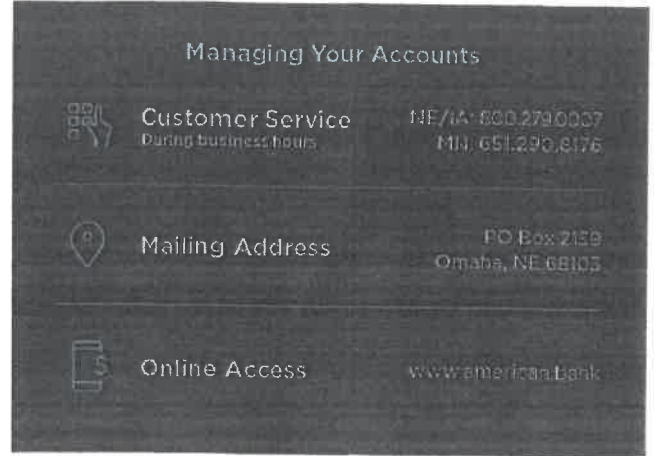 Managing Your Accounts
Customer Service
During business hours
NE/IA: 800.279.0007
MN: 651.290.8176
Mailing Address
PO Box 2139
Omaha, NE 68103
Online Access
www.american.bank